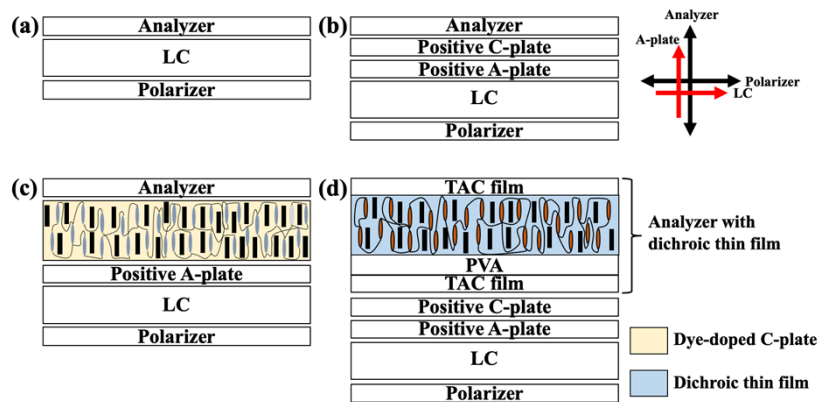 (a)
Analyzer
LC
Polarizer
(b)
Analyzer
Positive C-plate
Positive A-plate
LC
Polarizer
Analyzer
A-plate
Polarizer
LC
(c)
Analyzer
Positive A-plate
LC
Polarizer
(d)
TAC film
PVA
TAC film
Positive C-plate
Positive A-plate
LC
Polarizer
Analyzer with
dichroic thin film
Dye-doped C-plate
Dichroic thin film